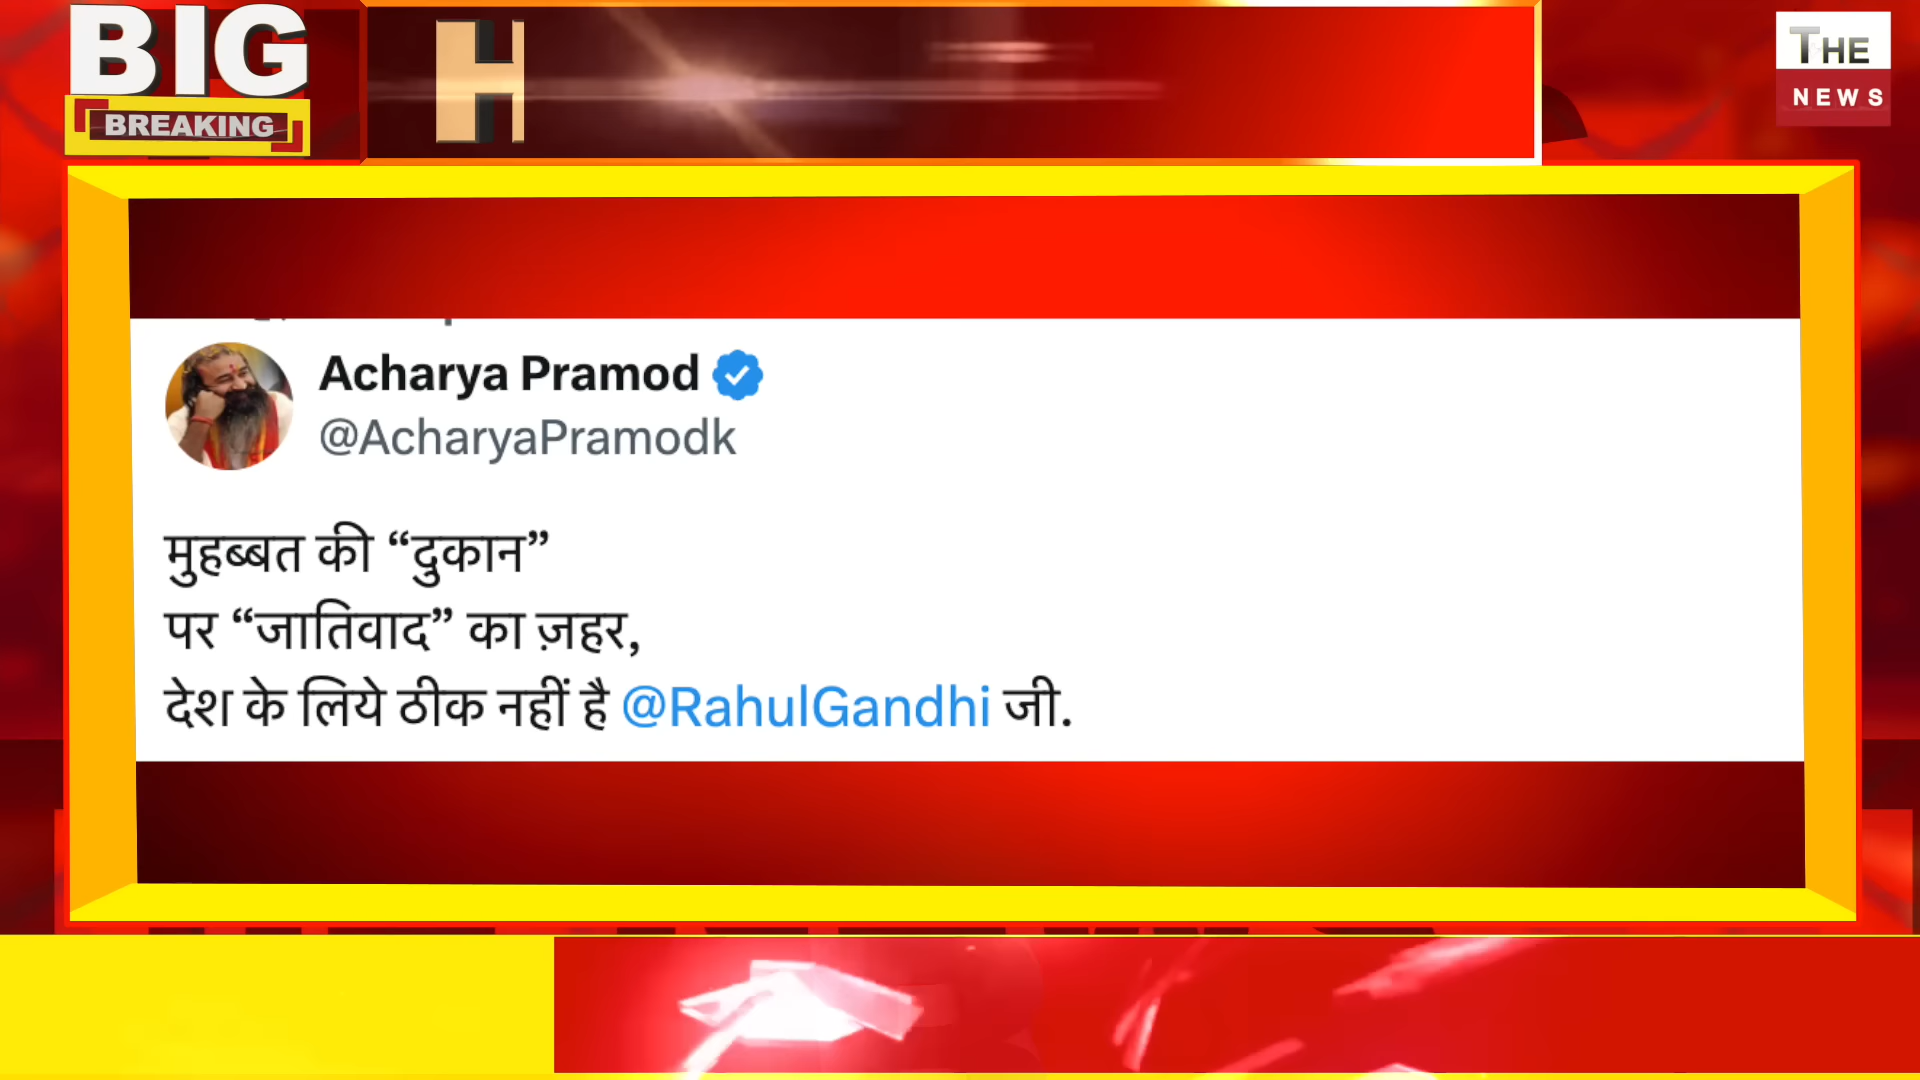 BIG
BREAKING
H
THE
NEWS
Acharya Pramod
@AcharyaPramodk
मुहब्बत की “दुकान”
पर “जातिवाद” का ज़हर,
देश के लिये ठीक नहीं है @RahulGandhi जी.